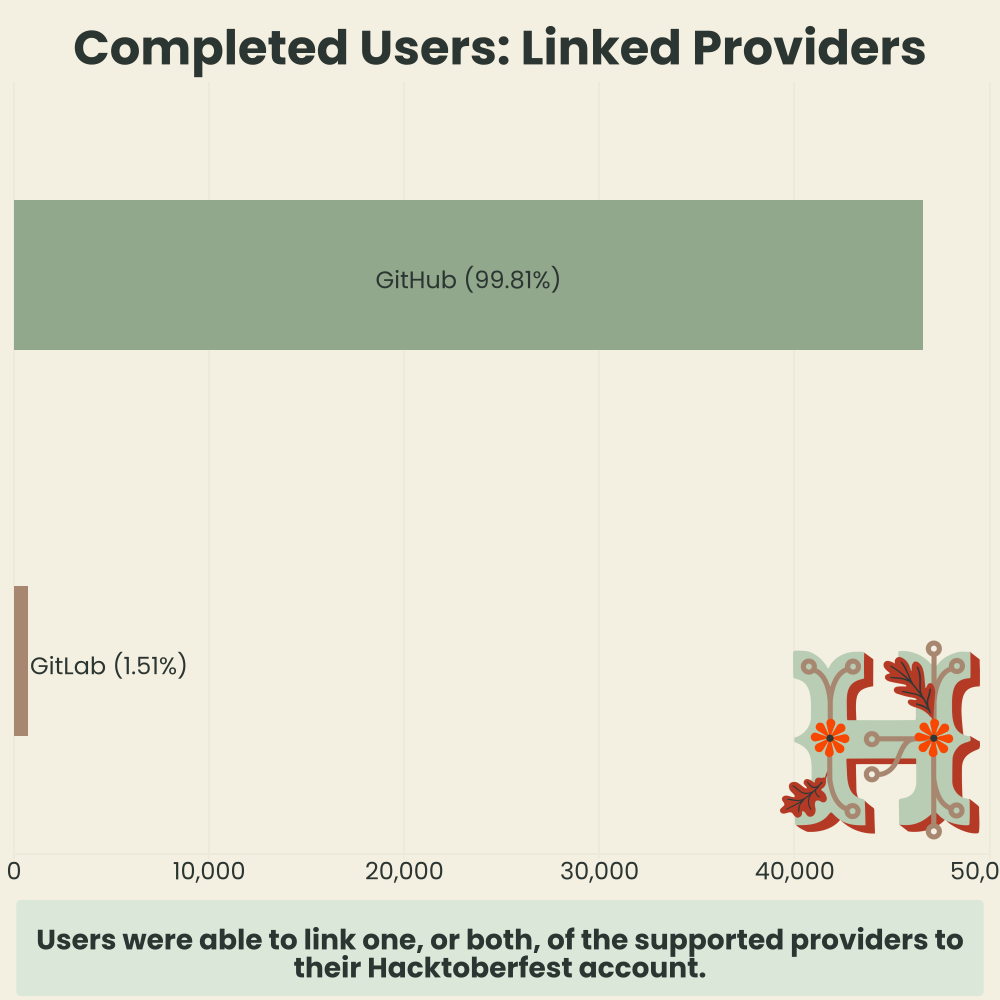 Completed Users: Linked Providers
GitHub (99.81%)
GitLab (1.51%)
0 10,000 20,000 30,000 40,000 50,0
Users were able to link one, or both, of the supported providers to
their Hacktoberfest account.